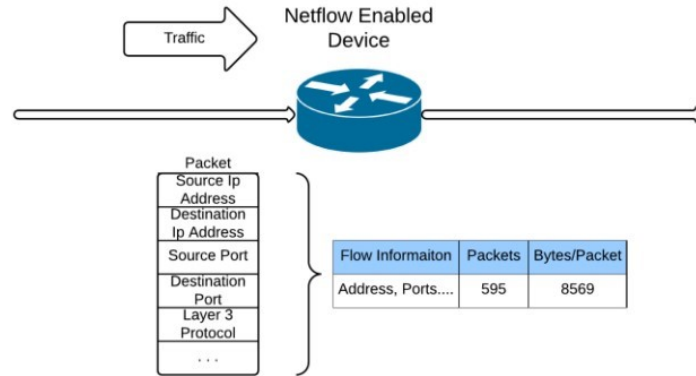 Netflow Enabled
Device
Traffic
Packet
Source Ip
Address
Destination
Ip Address
Source Port
Destination
Port
Layer 3
Protocol
. . .
Flow Informaiton Packets Bytes/Packet
Address, Ports.... 595 8569